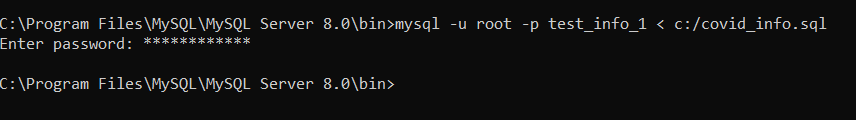 C:\Program Files\MySQL\MySQL Server 8.0\bin>mysql -u root -p test_info_1 < c:/covid_info.sql
Enter password: ************
C:\Program Files\MySQL\MySQL Server 8.0\bin>